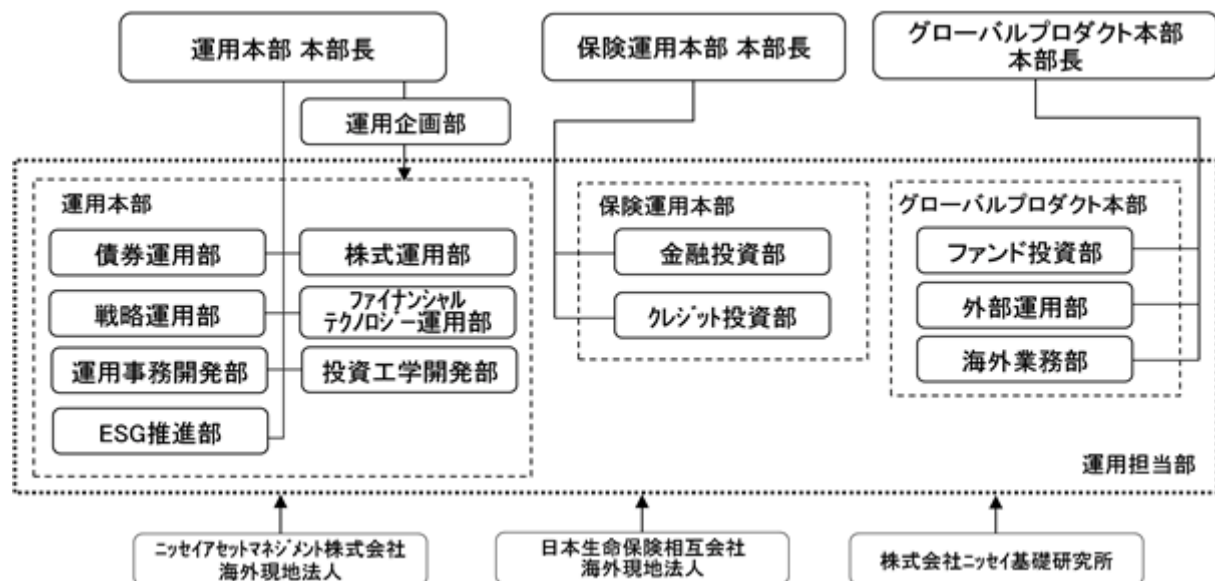 運用本部 本部長
保険運用本部 本部長
グローバルプロダクト本部
本部長
運用企画部
運用本部
債券運用部
株式運用部
戦略運用部
ファイナンシャル
テクノロジー運用部
運用事務開発部
投資工学開発部
ESG推進部
保険運用本部
金融投資部
クレジット投資部
グローバルプロダクト本部
ファンド投資部
外部運用部
海外業務部
運用担当部
ニッセイアセットマネジメント株式会社
海外現地法人
日本生命保険相互会社
海外現地法人
株式会社ニッセイ基礎研究所